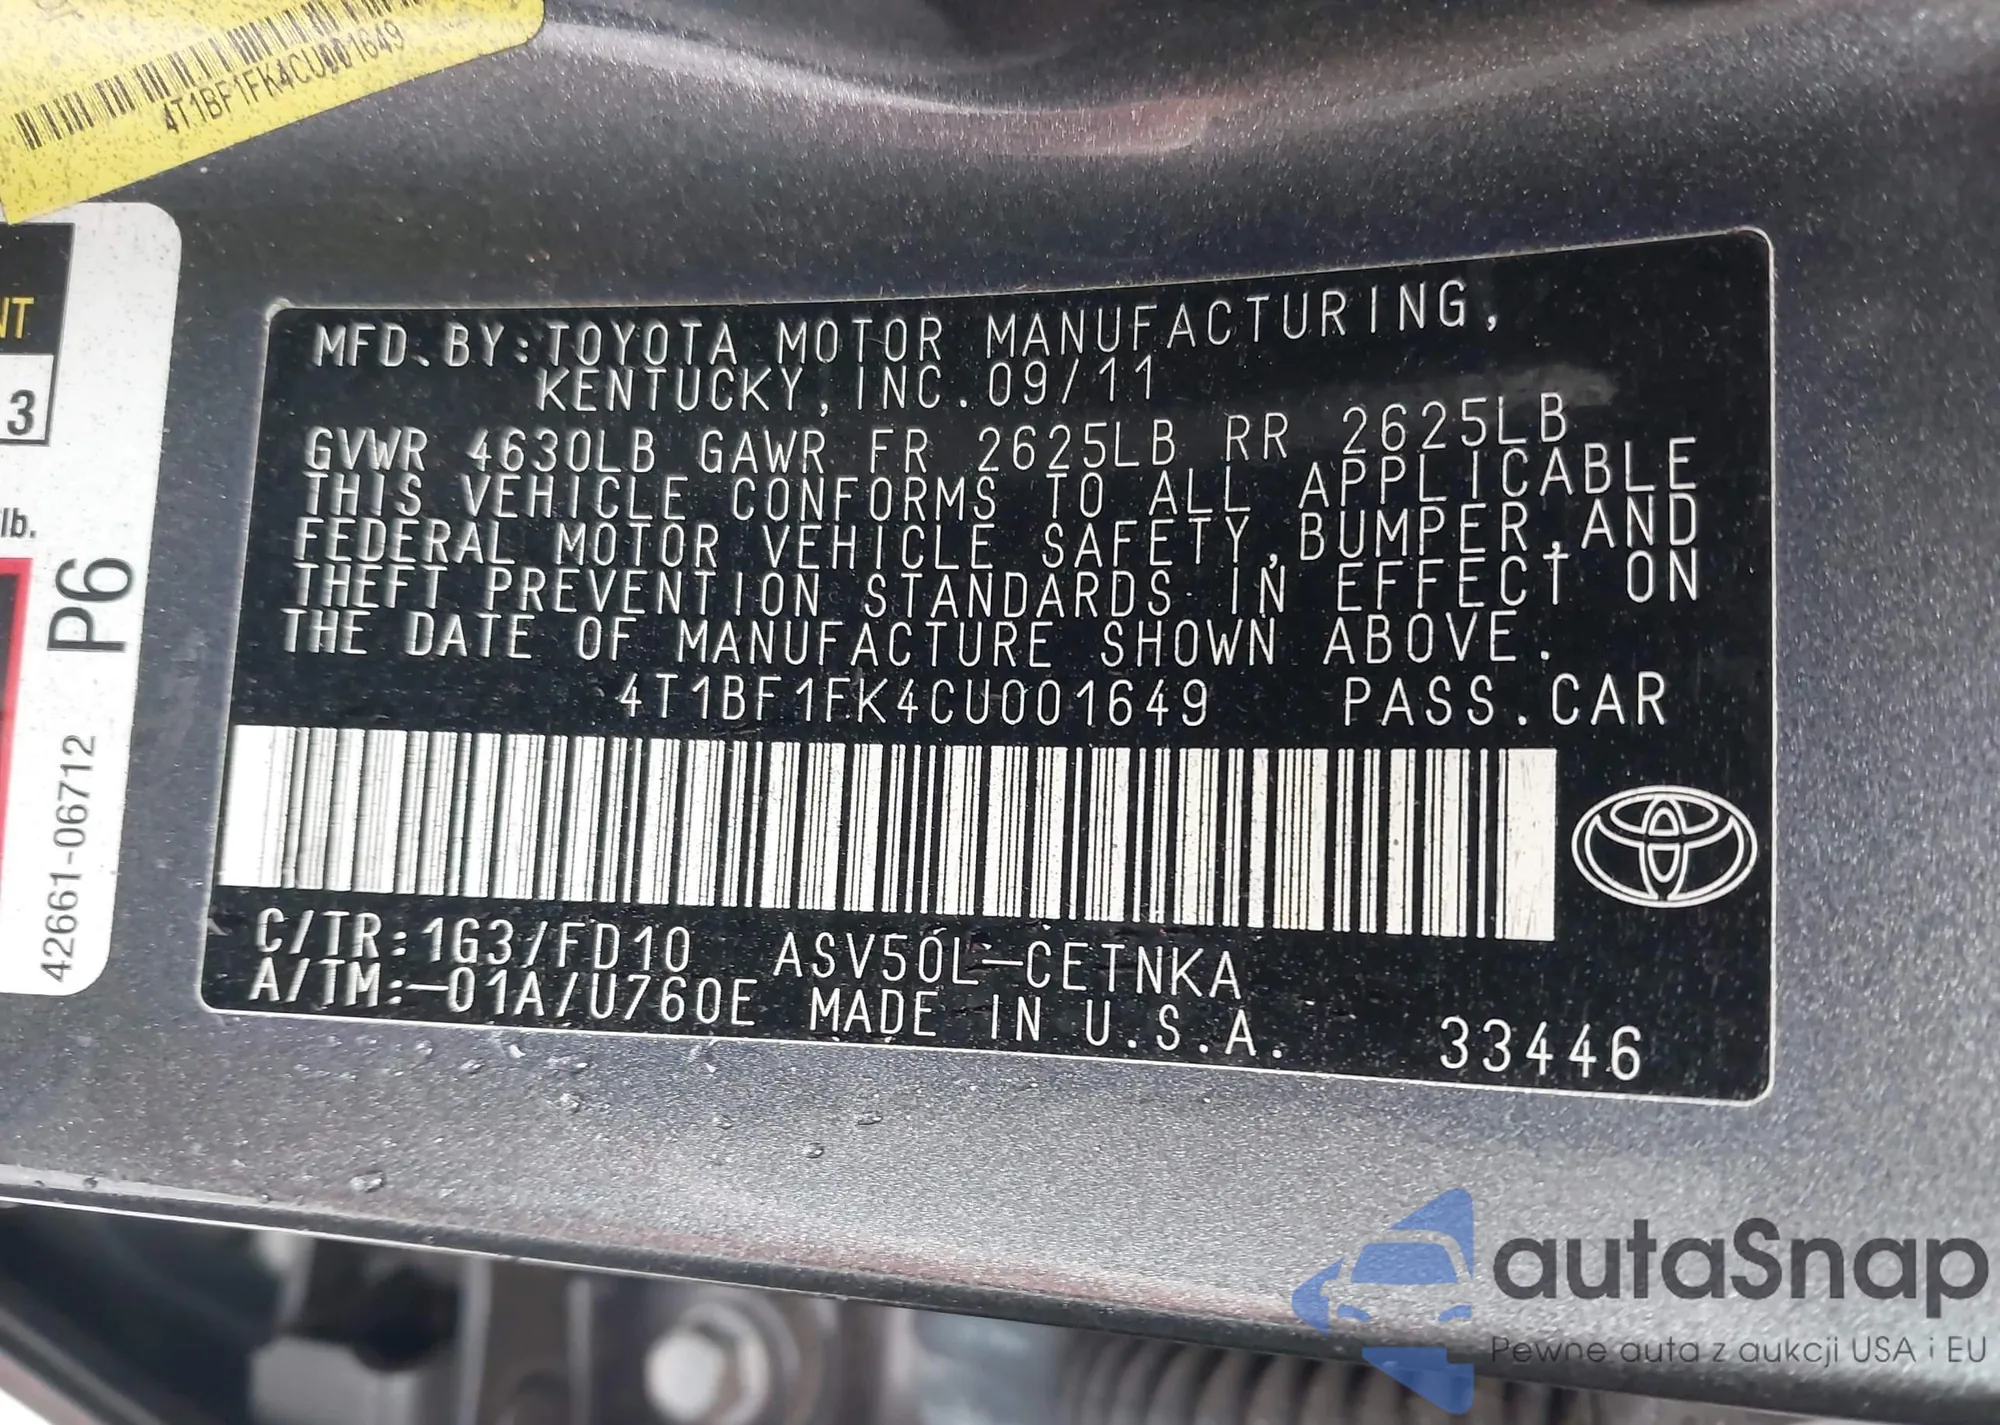 4T1BF1FK4CU001649
NT
3
lb.
P6
42661-06712
MFD. BY: TOYOTA MOTOR MANUFACTURING,
KENTUCKY, INC. 09/11
GVWR 4630LB GAWR FR 2625LB RR 2625LB
THIS VEHICLE CONFORMS TO ALL APPLICABLE
FEDERAL MOTOR VEHICLE SAFETY, BUMPER, AND
THEFT PREVENTION STANDARDS IN EFFECT ON
THE DATE OF MANUFACTURE SHOWN ABOVE.
4T1BF1FK4CU001649 PASS. CAR
C/TR: 1G3/FD10 ASV50L-CETNKA
A/TM: -01A/U760E MADE IN U.S.A. 33446
autaSnap
Pewne auta z aukcji USA i EU